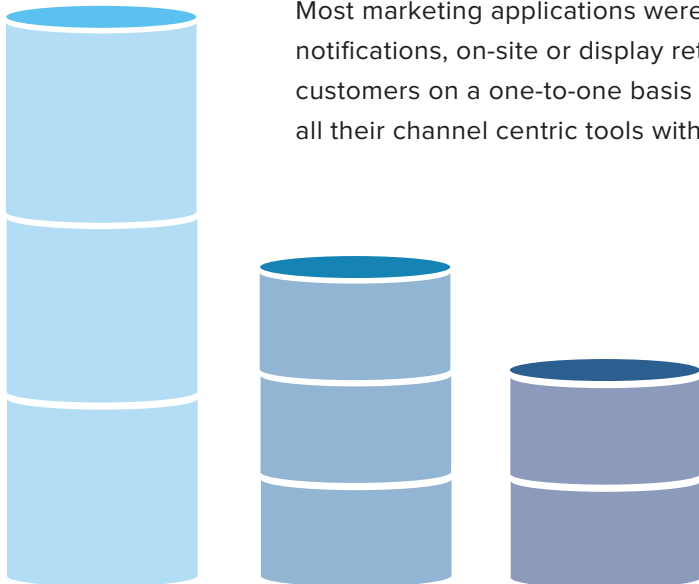 Most marketing applications were
notifications, on-site or display
customers on a one-to-one basis
all their channel centric tools with